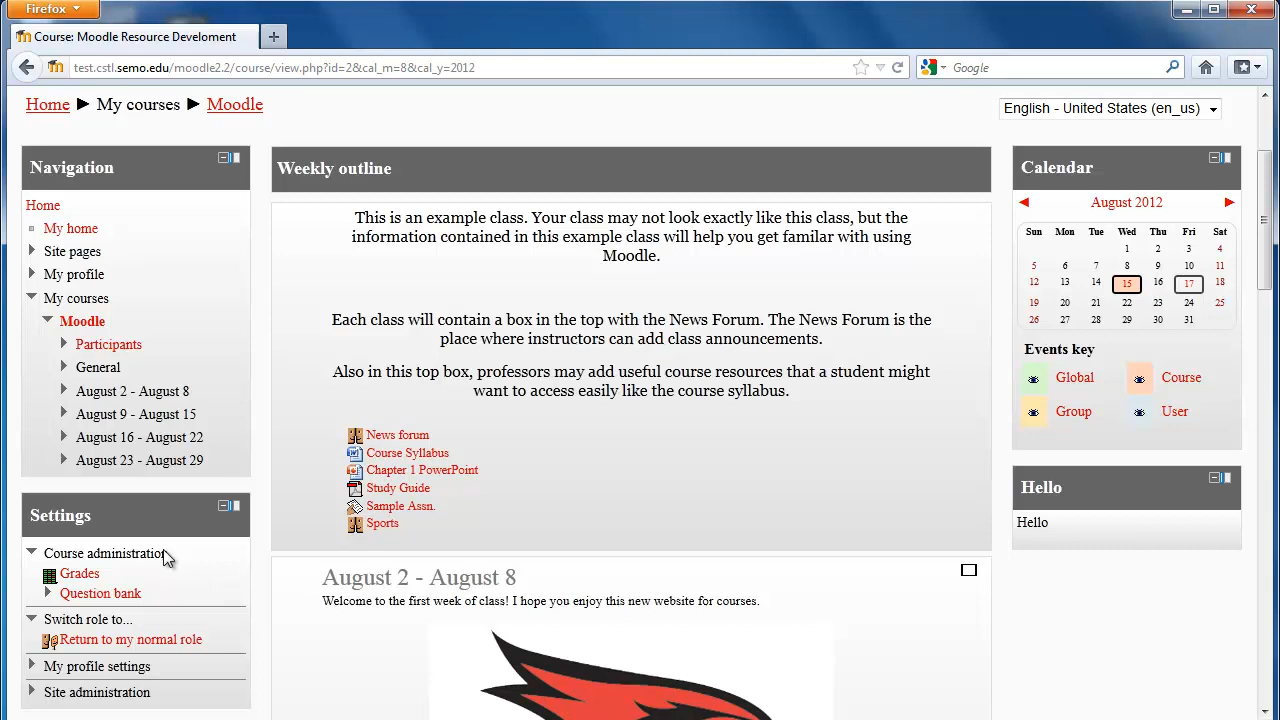 Firefox
Course: Moodle Resource Develoment
test.cstl.semo.edu/moodle2.2/course/view.php?id=2&cal_m=8&cal_y=2012
Google
Home ► My courses ► Moodle
English - United States (en_us)
Navigation
Home
My home
Site pages
My profile
My courses
Moodle
Participants
General
August 2 - August 8
August 9 - August 15
August 16 - August 22
August 23 - August 29
Settings
Course administration
Grades
Question bank
Switch role to...
Return to my normal role
My profile settings
Site administration
Weekly outline
This is an example class. Your class may not look exactly like this class, but the
information contained in this example class will help you get familar with using
Moodle.
Each class will contain a box in the top with the News Forum. The News Forum is the
place where instructors can add class announcements.
Also in this top box, professors may add useful course resources that a student might
want to access easily like the course syllabus.
News forum
Course Syllabus
Chapter 1 PowerPoint
Study Guide
Sample Assn.
Sports
August 2 - August 8
Welcome to the first week of class! I hope you enjoy this new website for courses.
Calendar
August 2012
Sun Mon Tue Wed Thu Fri Sat
1 2 3 4
5 6 7 8 9 10 11
12 13 14 15 16 17 18
19 20 21 22 23 24 25
26 27 28 29 30 31
Events key
Global Course
Group User
Hello
Hello